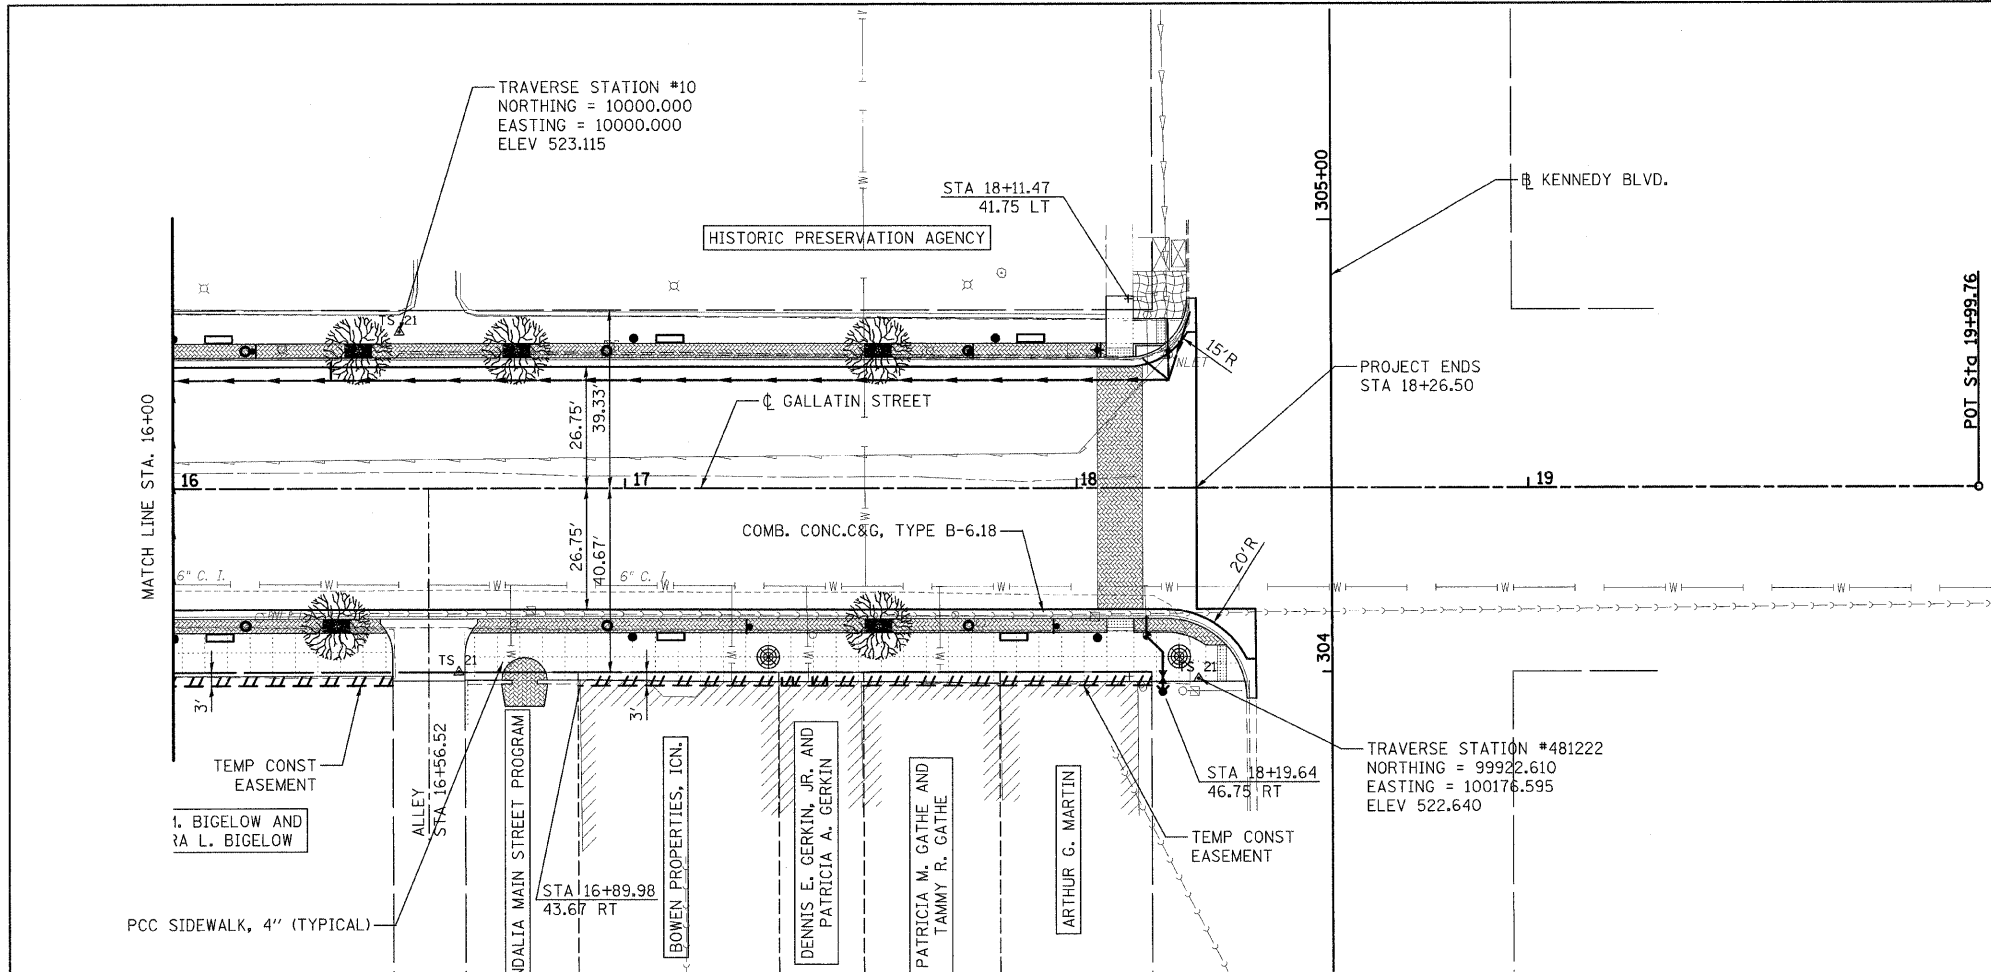 TRAVERSE STATION #10
NORTHING = 10000.000
EASTING = 10000.000
ELEV 523.115
STA 18+11.47
41.75 LT
HISTORIC PRESERVATION AGENCY
305+00
℄ KENNEDY BLVD.
POT Sta 19+99.76
TS 21
15'R
INLET
PROJECT ENDS
STA 18+26.50
℄ GALLATIN STREET
26.75'
39.33'
MATCH LINE STA. 16+00
16
17
18
19
26.75'
40.67'
COMB. CONC.C&G, TYPE B-6.18
20'R
6" C. I.
W
W
6" C. I.
W
W
W
W
W
W
W
W
W
304
TS 21
TS 21
3'
3'
TEMP CONST
EASEMENT
M. BIGELOW AND
RA L. BIGELOW
ALLEY
STA 16+56.52
NDALIA MAIN STREET PROGRAM
STA 16+89.98
43.67 RT
BOWEN PROPERTIES, ICN.
DENNIS E. GERKIN, JR. AND
PATRICIA A. GERKIN
PATRICIA M. GATHE AND
TAMMY R. GATHE
ARTHUR G. MARTIN
STA 18+19.64
46.75 RT
TEMP CONST
EASEMENT
TRAVERSE STATION #481222
NORTHING = 99922.610
EASTING = 100176.595
ELEV 522.640
PCC SIDEWALK, 4" (TYPICAL)